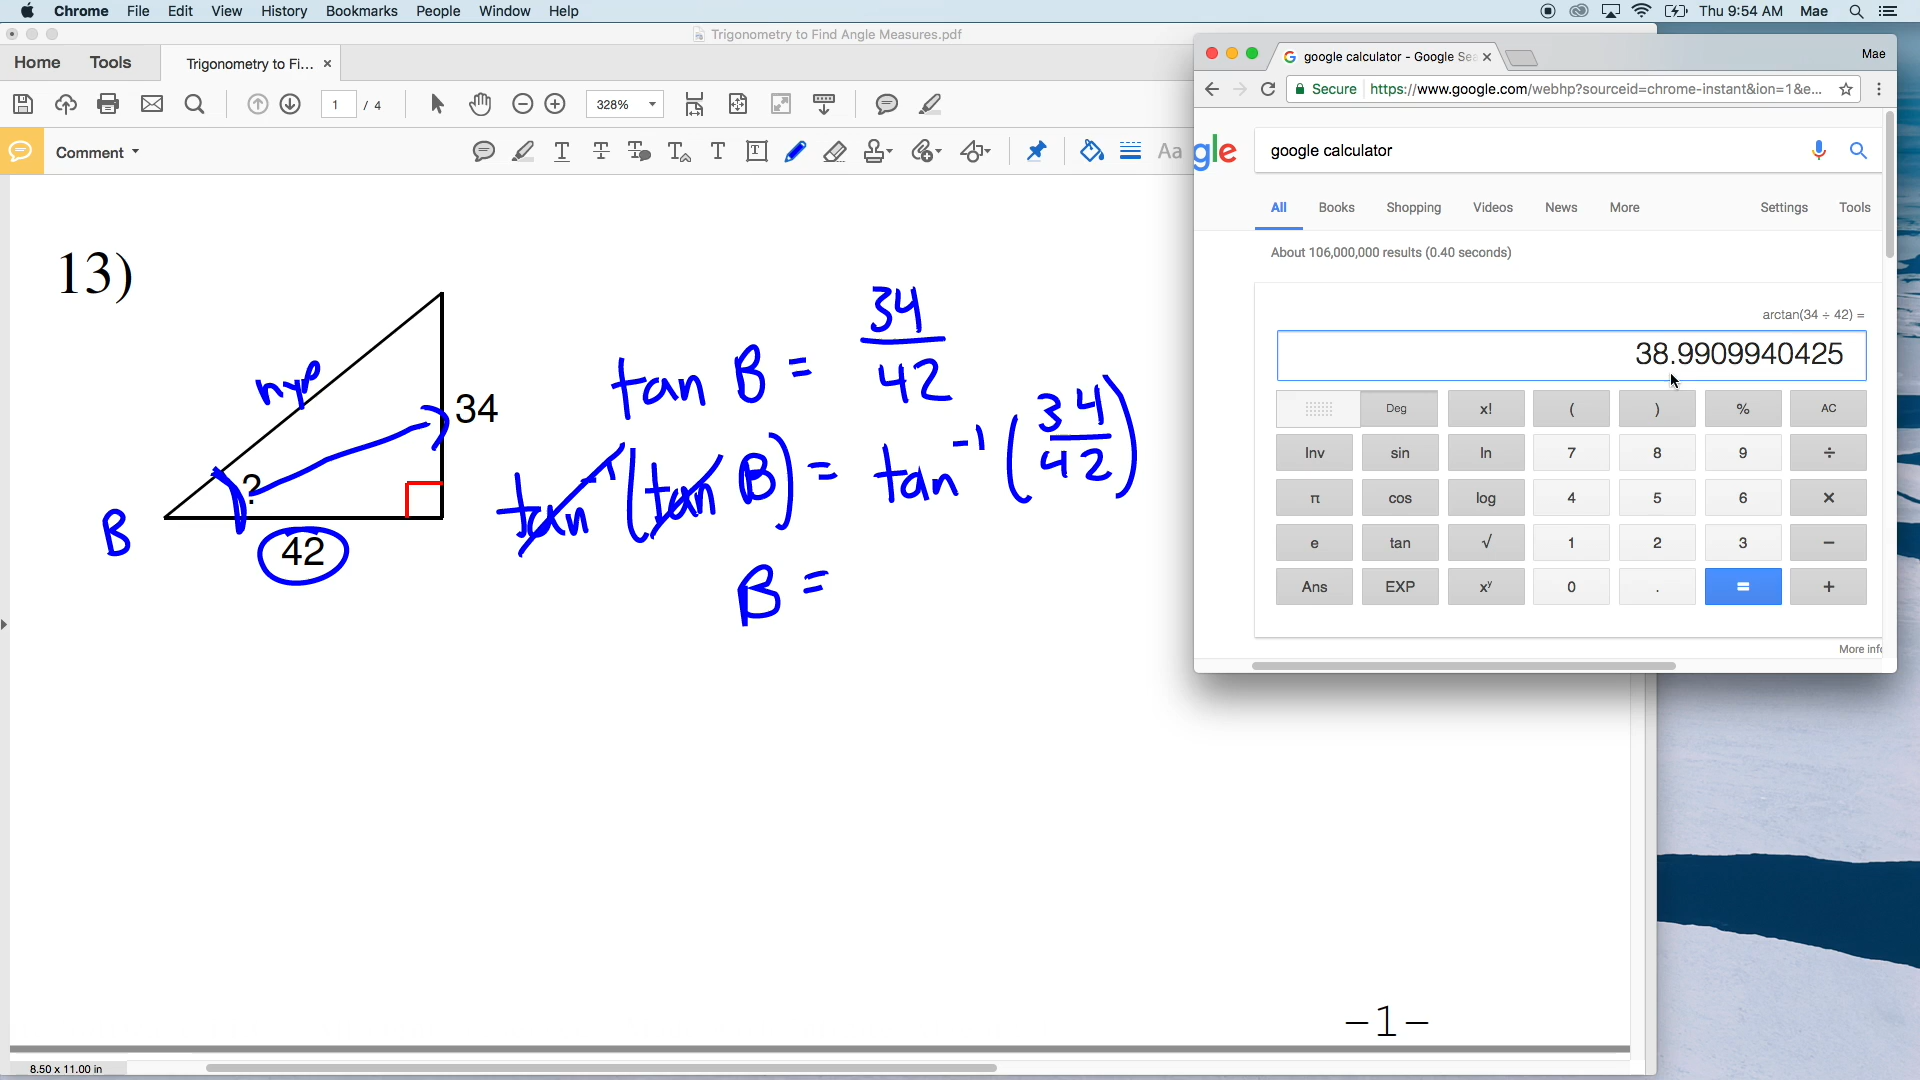 Chrome File Edit View History Bookmarks People Window Help Thu 9:54 AM Mae
Trigonometry to Find Angle Measures.pdf
Home Tools Trigonometry to Fi... ×
1 / 4 328%
Comment T T T T T Aa
13)
hyp
34
?
B
42
tan B = 34/42
tan⁻¹(tan B) = tan⁻¹(34/42)
B =
-1-
8.50 x 11.00 in
google calculator - Google Sea × Mae
Secure https://www.google.com/webhp?sourceid=chrome-instant&ion=1&e...
gle google calculator
All Books Shopping Videos News More Settings Tools
About 106,000,000 results (0.40 seconds)
arctan(34 ÷ 42) =
38.9909940425
Deg x! ( ) % AC
Inv sin ln 7 8 9 ÷
π cos log 4 5 6 ×
e tan √ 1 2 3 −
Ans EXP xʸ 0 . = +
More info